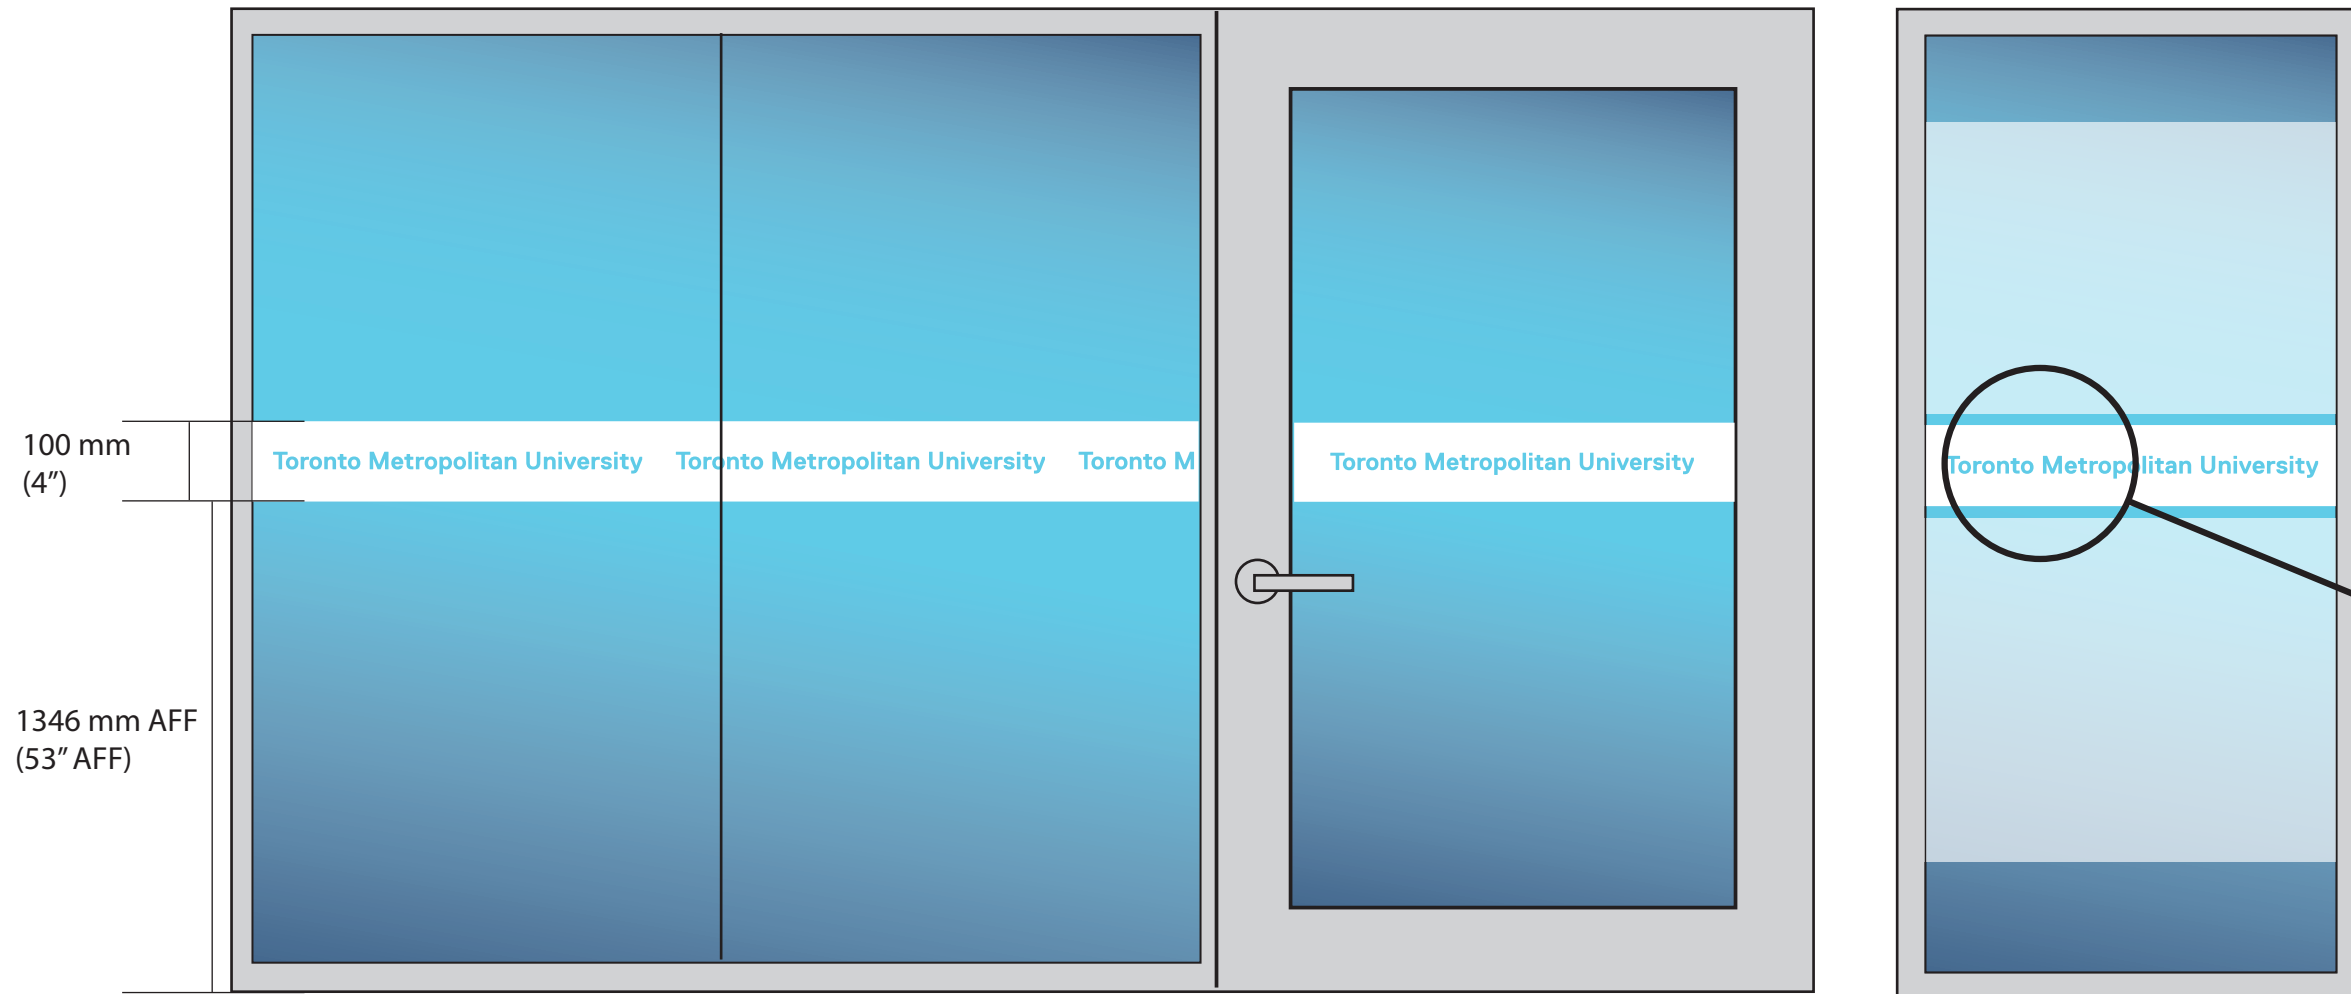 100 mm
(4”)
Toronto Metropolitan University Toronto Metropolitan University Toronto M
Toronto Metropolitan University
Toronto Metropolitan University
1346 mm AFF
(53” AFF)